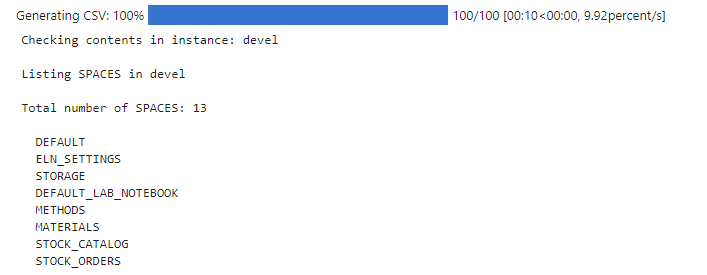 Generating CSV: 100% 100/100 [00:10<00:00, 9.92percent/s]
Checking contents in instance: devel
Listing SPACES in devel
Total number of SPACES: 13
DEFAULT
ELN_SETTINGS
STORAGE
DEFAULT_LAB_NOTEBOOK
METHODS
MATERIALS
STOCK_CATALOG
STOCK_ORDERS